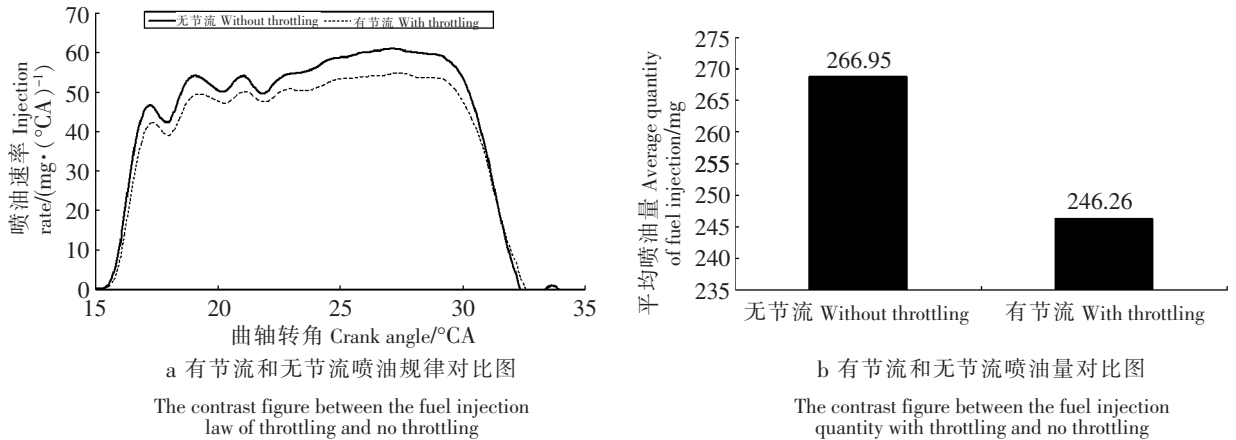 无节流 Without throttling 有节流 With throttling
喷油速率 Injection
rate/(mg·(°CA)⁻¹
70
60
50
40
30
20
10
0
15 20 25 30 35
曲轴转角 Crank angle/°CA
a 有节流和无节流喷油规律对比图
The contrast figure between the fuel injection
law of throttling and no throttling
平均喷油量 Average quantity
of fuel injection/mg
275
270
265
260
255
250
245
240
235
266.95
246.26
无节流 Without throttling 有节流 With throttling
b 有节流和无节流喷油量对比图
The contrast figure between the fuel injection
quantity with throttling and no throttling